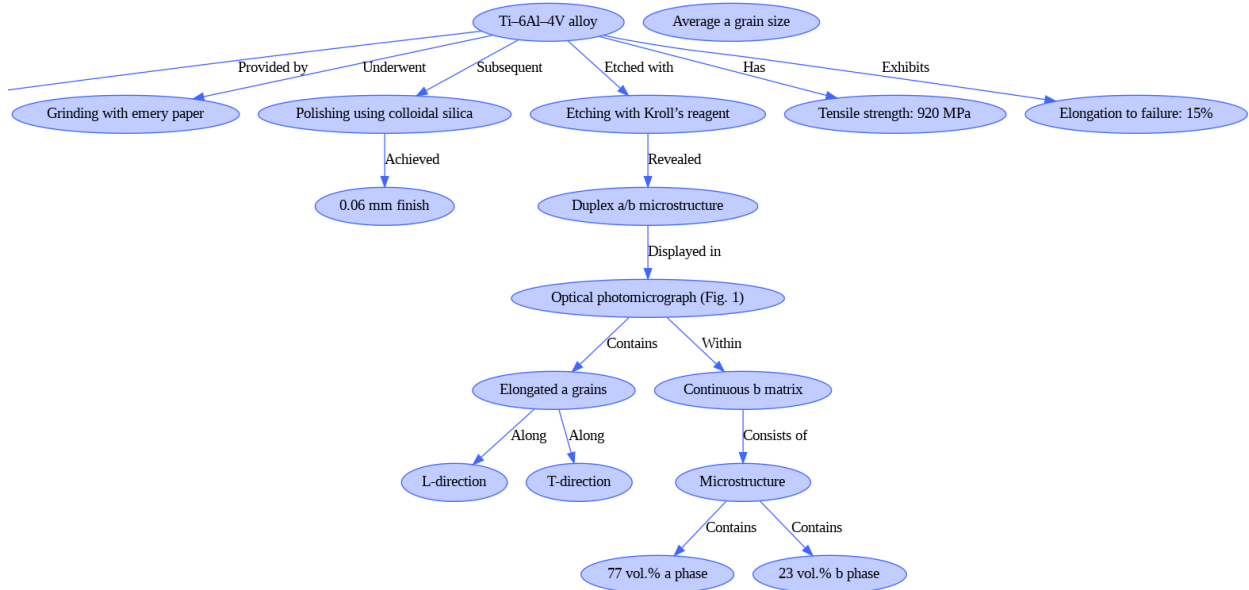 Ti–6Al–4V alloy
Average a grain size
Provided by
Underwent
Subsequent
Etched with
Has
Exhibits
Grinding with emery paper
Polishing using colloidal silica
Etching with Kroll’s reagent
Tensile strength: 920 MPa
Elongation to failure: 15%
Achieved
Revealed
0.06 mm finish
Duplex a/b microstructure
Displayed in
Optical photomicrograph (Fig. 1)
Contains
Within
Elongated a grains
Continuous b matrix
Along
Along
Consists of
L-direction
T-direction
Microstructure
Contains
Contains
77 vol.% a phase
23 vol.% b phase